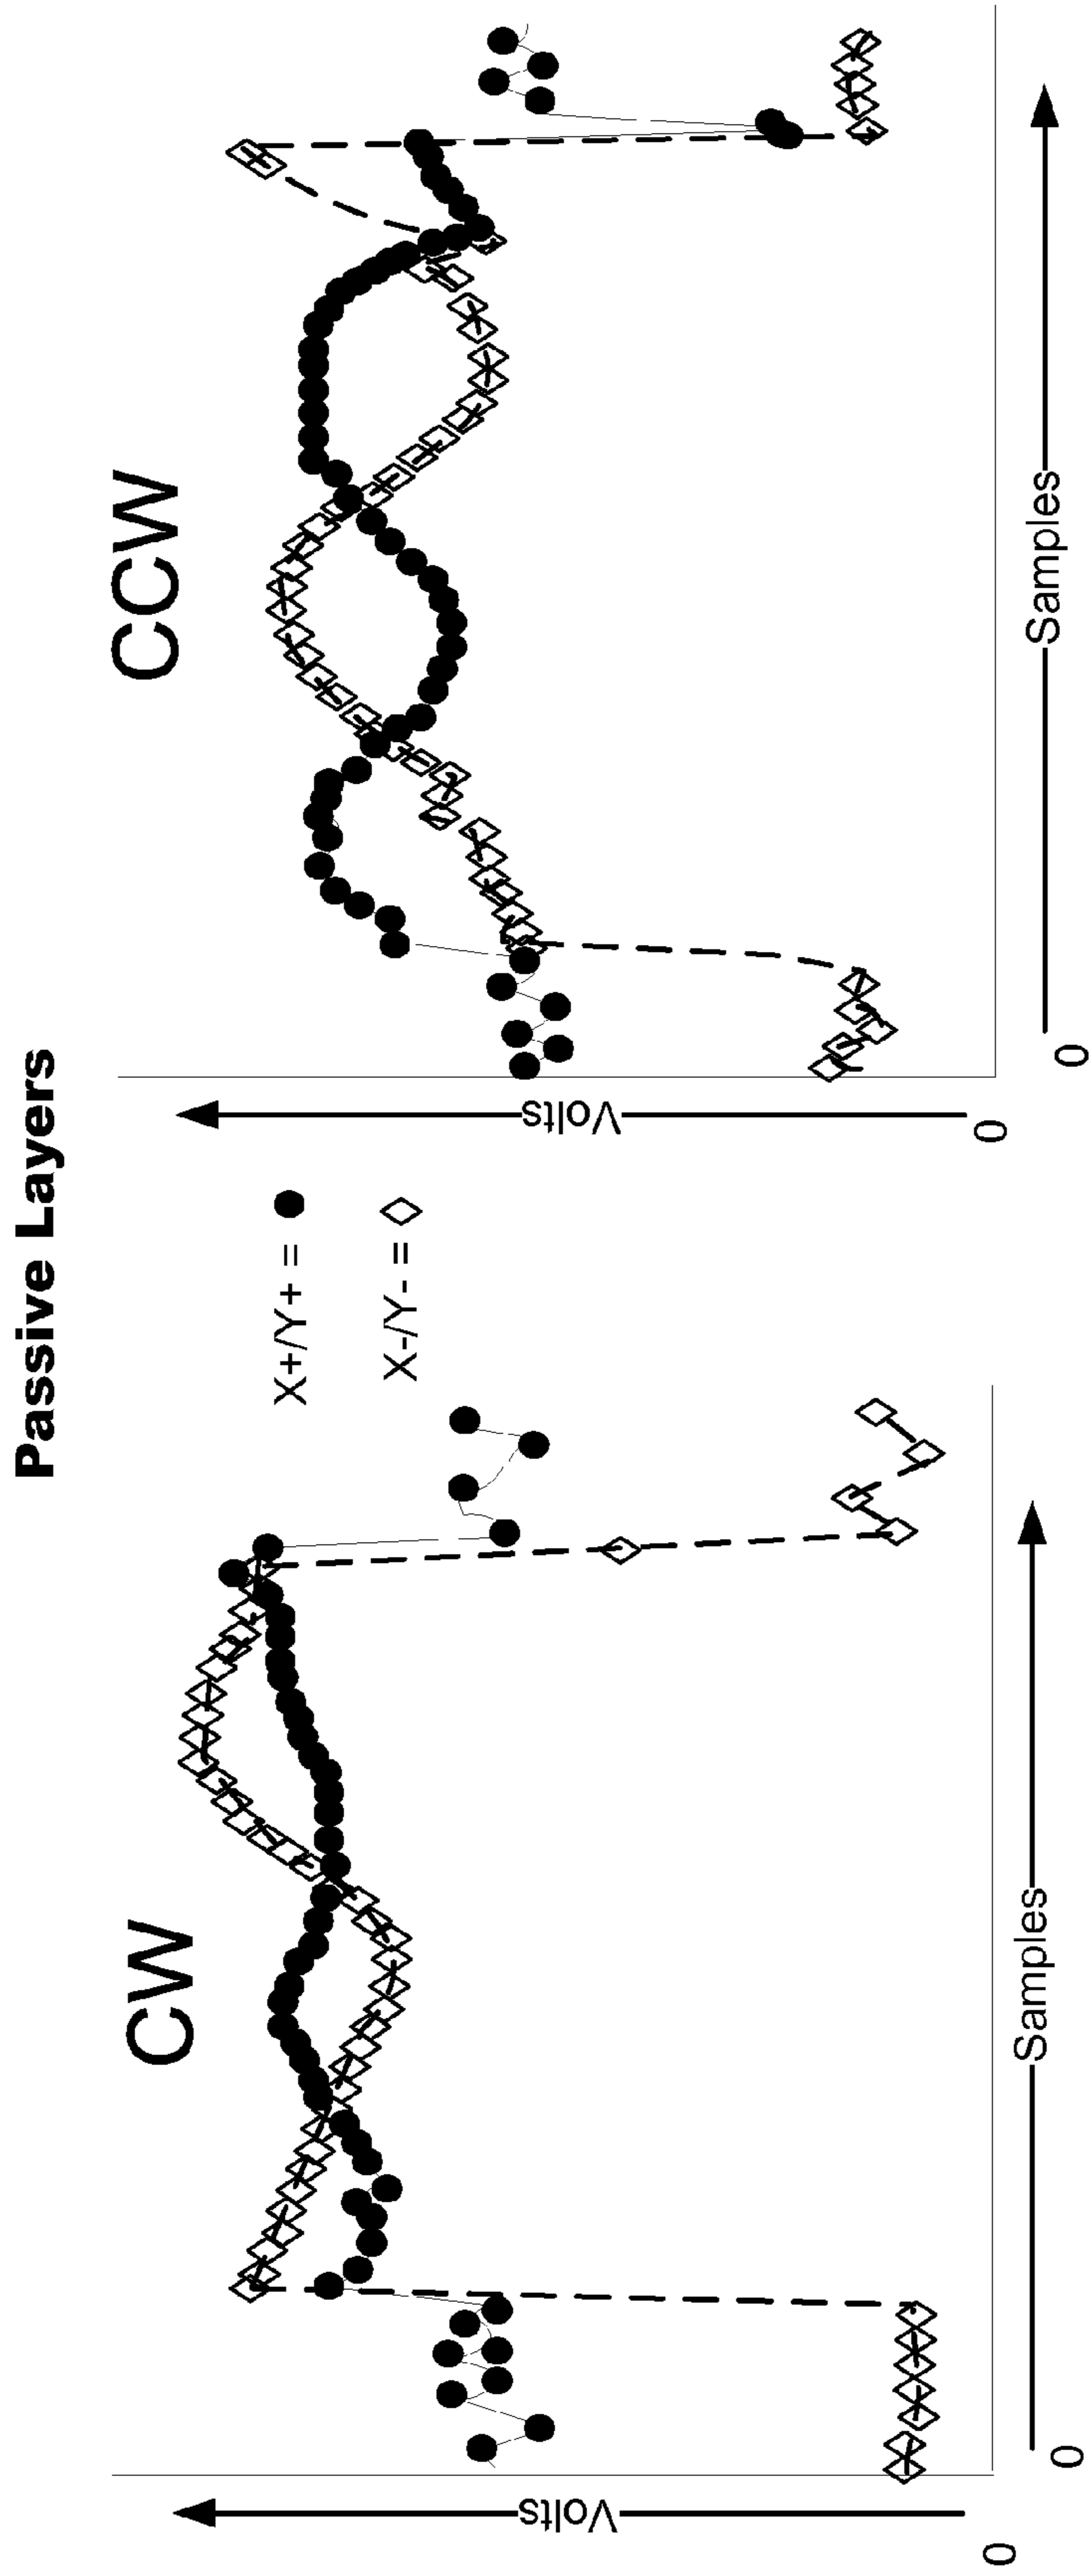 Passive Layers
CW
Volts
0
Samples
0
X+/Y+ =
X-/Y- =
CCW
Volts
0
Samples
0